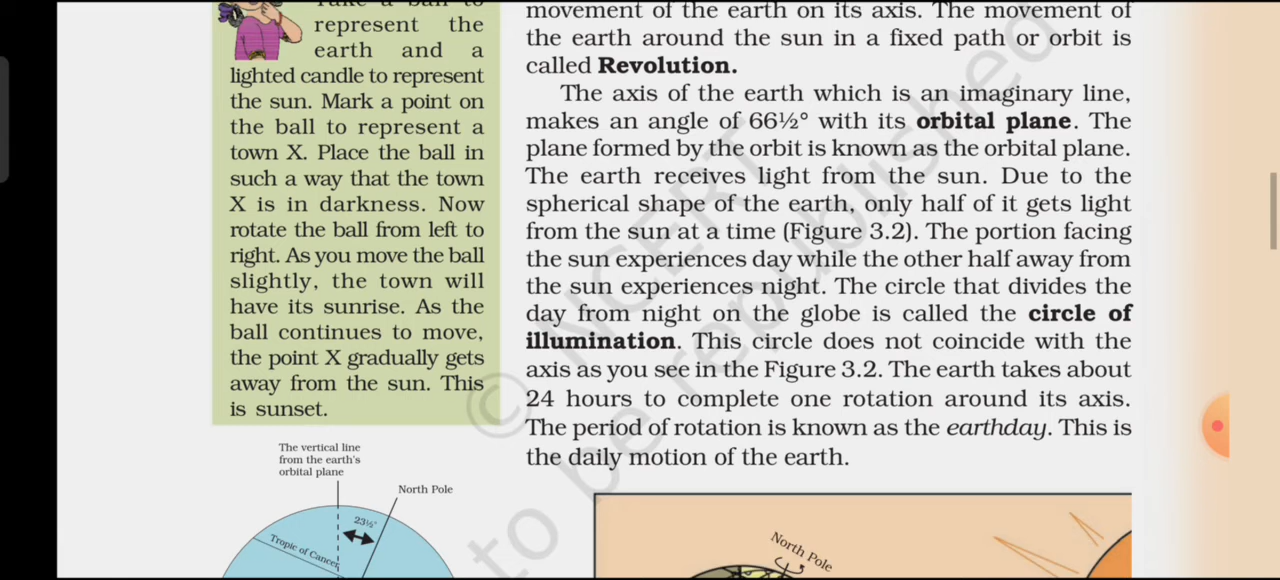 represent the
earth and a
lighted candle to represent
the sun. Mark a point on
the ball to represent a
town X. Place the ball in
such a way that the town
X is in darkness. Now
rotate the ball from left to
right. As you move the ball
slightly, the town will
have its sunrise. As the
ball continues to move,
the point X gradually gets
away from the sun. This
is sunset.
The vertical line
from the earth's
orbital plane
North Pole
23½°
Tropic of Cancer
movement of the earth on its axis. The movement of
the earth around the sun in a fixed path or orbit is
called Revolution.
The axis of the earth which is an imaginary line,
makes an angle of 66½° with its orbital plane. The
plane formed by the orbit is known as the orbital plane.
The earth receives light from the sun. Due to the
spherical shape of the earth, only half of it gets light
from the sun at a time (Figure 3.2). The portion facing
the sun experiences day while the other half away from
the sun experiences night. The circle that divides the
day from night on the globe is called the circle of
illumination. This circle does not coincide with the
axis as you see in the Figure 3.2. The earth takes about
24 hours to complete one rotation around its axis.
The period of rotation is known as the earthday. This is
the daily motion of the earth.
North Pole
© NCERT
to be republished